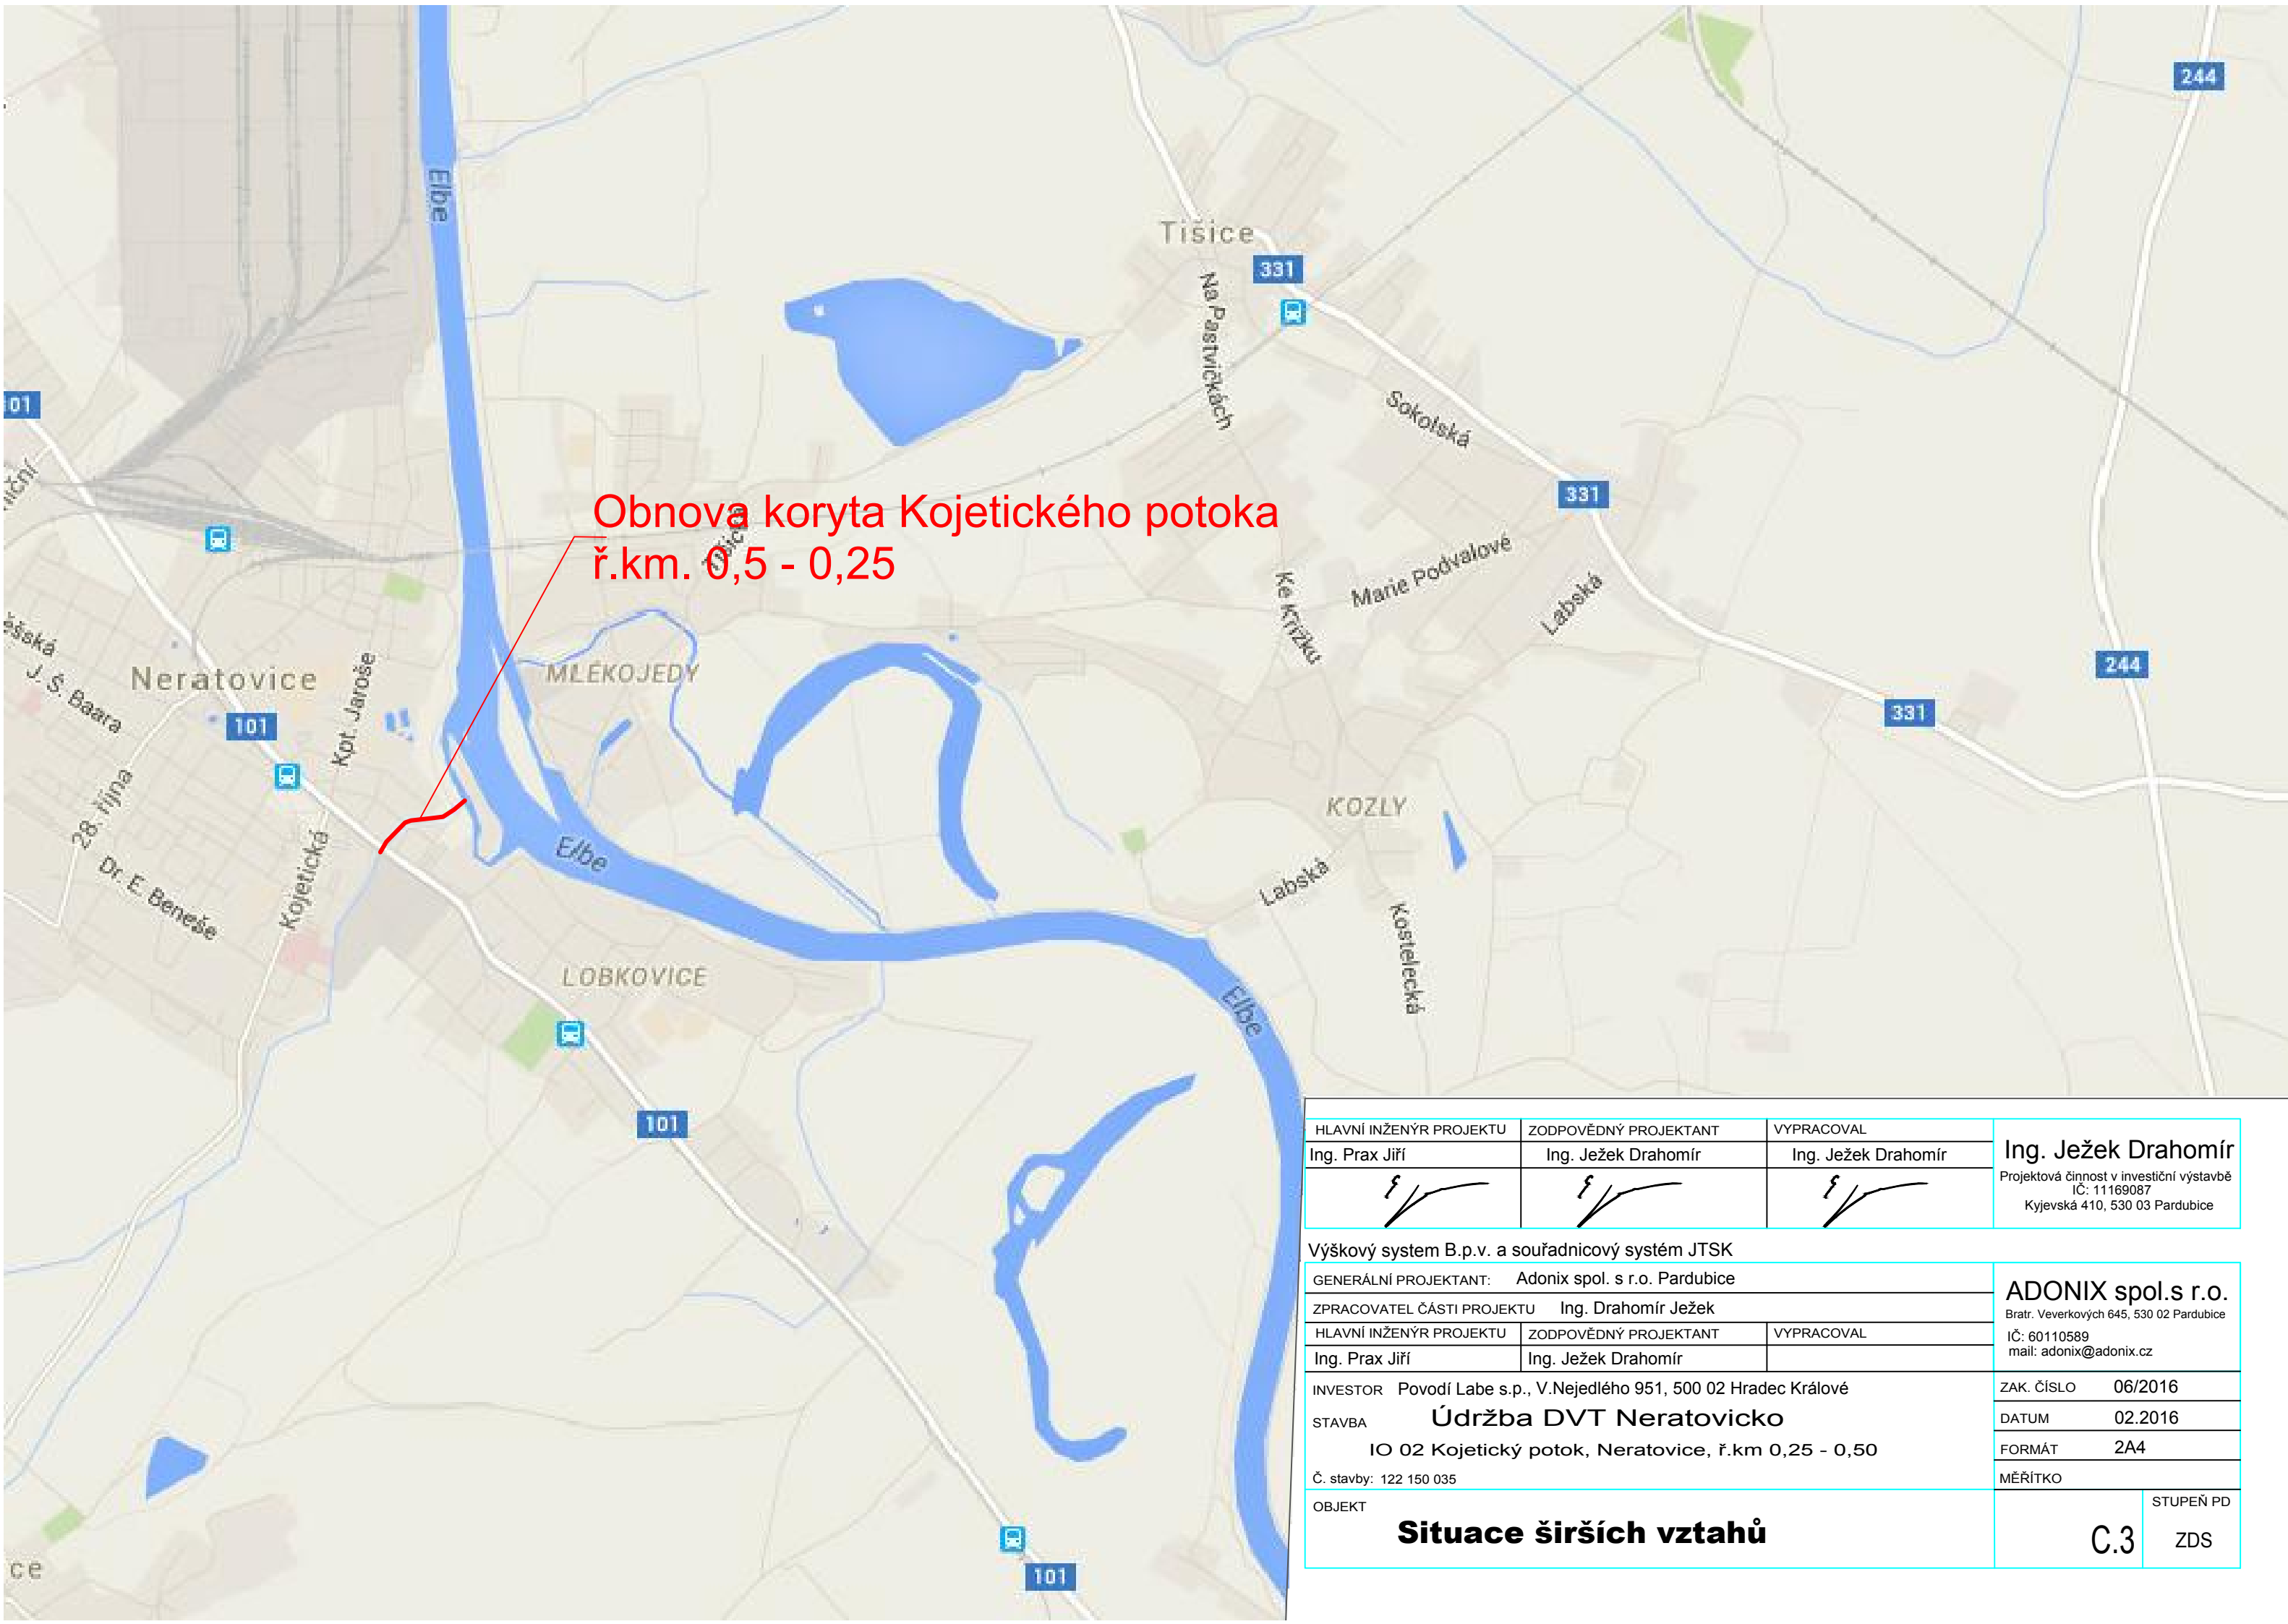 244
Elbe
Tišice
331
Na Pastvičkách
101
Sokolská
331
Obnova koryta Kojetického potoka
ř.km. 0,5 - 0,25
Marie Podvalové
Labská
Ke Křížku
Neratovice
J. Š. Baara
Kpt. Jaroše
MLÉKOJEDY
244
331
101
28. října
KOZLY
Dr. E. Beneše
Kojetická
Elbe
Labská
Kostelecká
LOBKOVICE
Elbe
101
101
ce
HLAVNÍ INŽENÝR PROJEKTU ZODPOVĚDNÝ PROJEKTANT VYPRACOVAL
Ing. Prax Jiří Ing. Ježek Drahomír Ing. Ježek Drahomír
Ing. Ježek Drahomír
Projektová činnost v investiční výstavbě
IČ: 11169087
Kyjevská 410, 530 03 Pardubice
Výškový system B.p.v. a souřadnicový systém JTSK
GENERÁLNÍ PROJEKTANT: Adonix spol. s r.o. Pardubice
ZPRACOVATEL ČÁSTI PROJEKTU Ing. Drahomír Ježek
HLAVNÍ INŽENÝR PROJEKTU ZODPOVĚDNÝ PROJEKTANT VYPRACOVAL
Ing. Prax Jiří Ing. Ježek Drahomír
ADONIX spol.s r.o.
Bratr. Veverkových 645, 530 02 Pardubice
IČ: 60110589
mail: adonix@adonix.cz
INVESTOR Povodí Labe s.p., V.Nejedlého 951, 500 02 Hradec Králové
STAVBA Údržba DVT Neratovicko
IO 02 Kojetický potok, Neratovice, ř.km 0,25 - 0,50
Č. stavby: 122 150 035
ZAK. ČÍSLO 06/2016
DATUM 02.2016
FORMÁT 2A4
MĚŘÍTKO
OBJEKT
Situace širších vztahů
C.3
STUPEŇ PD
ZDS